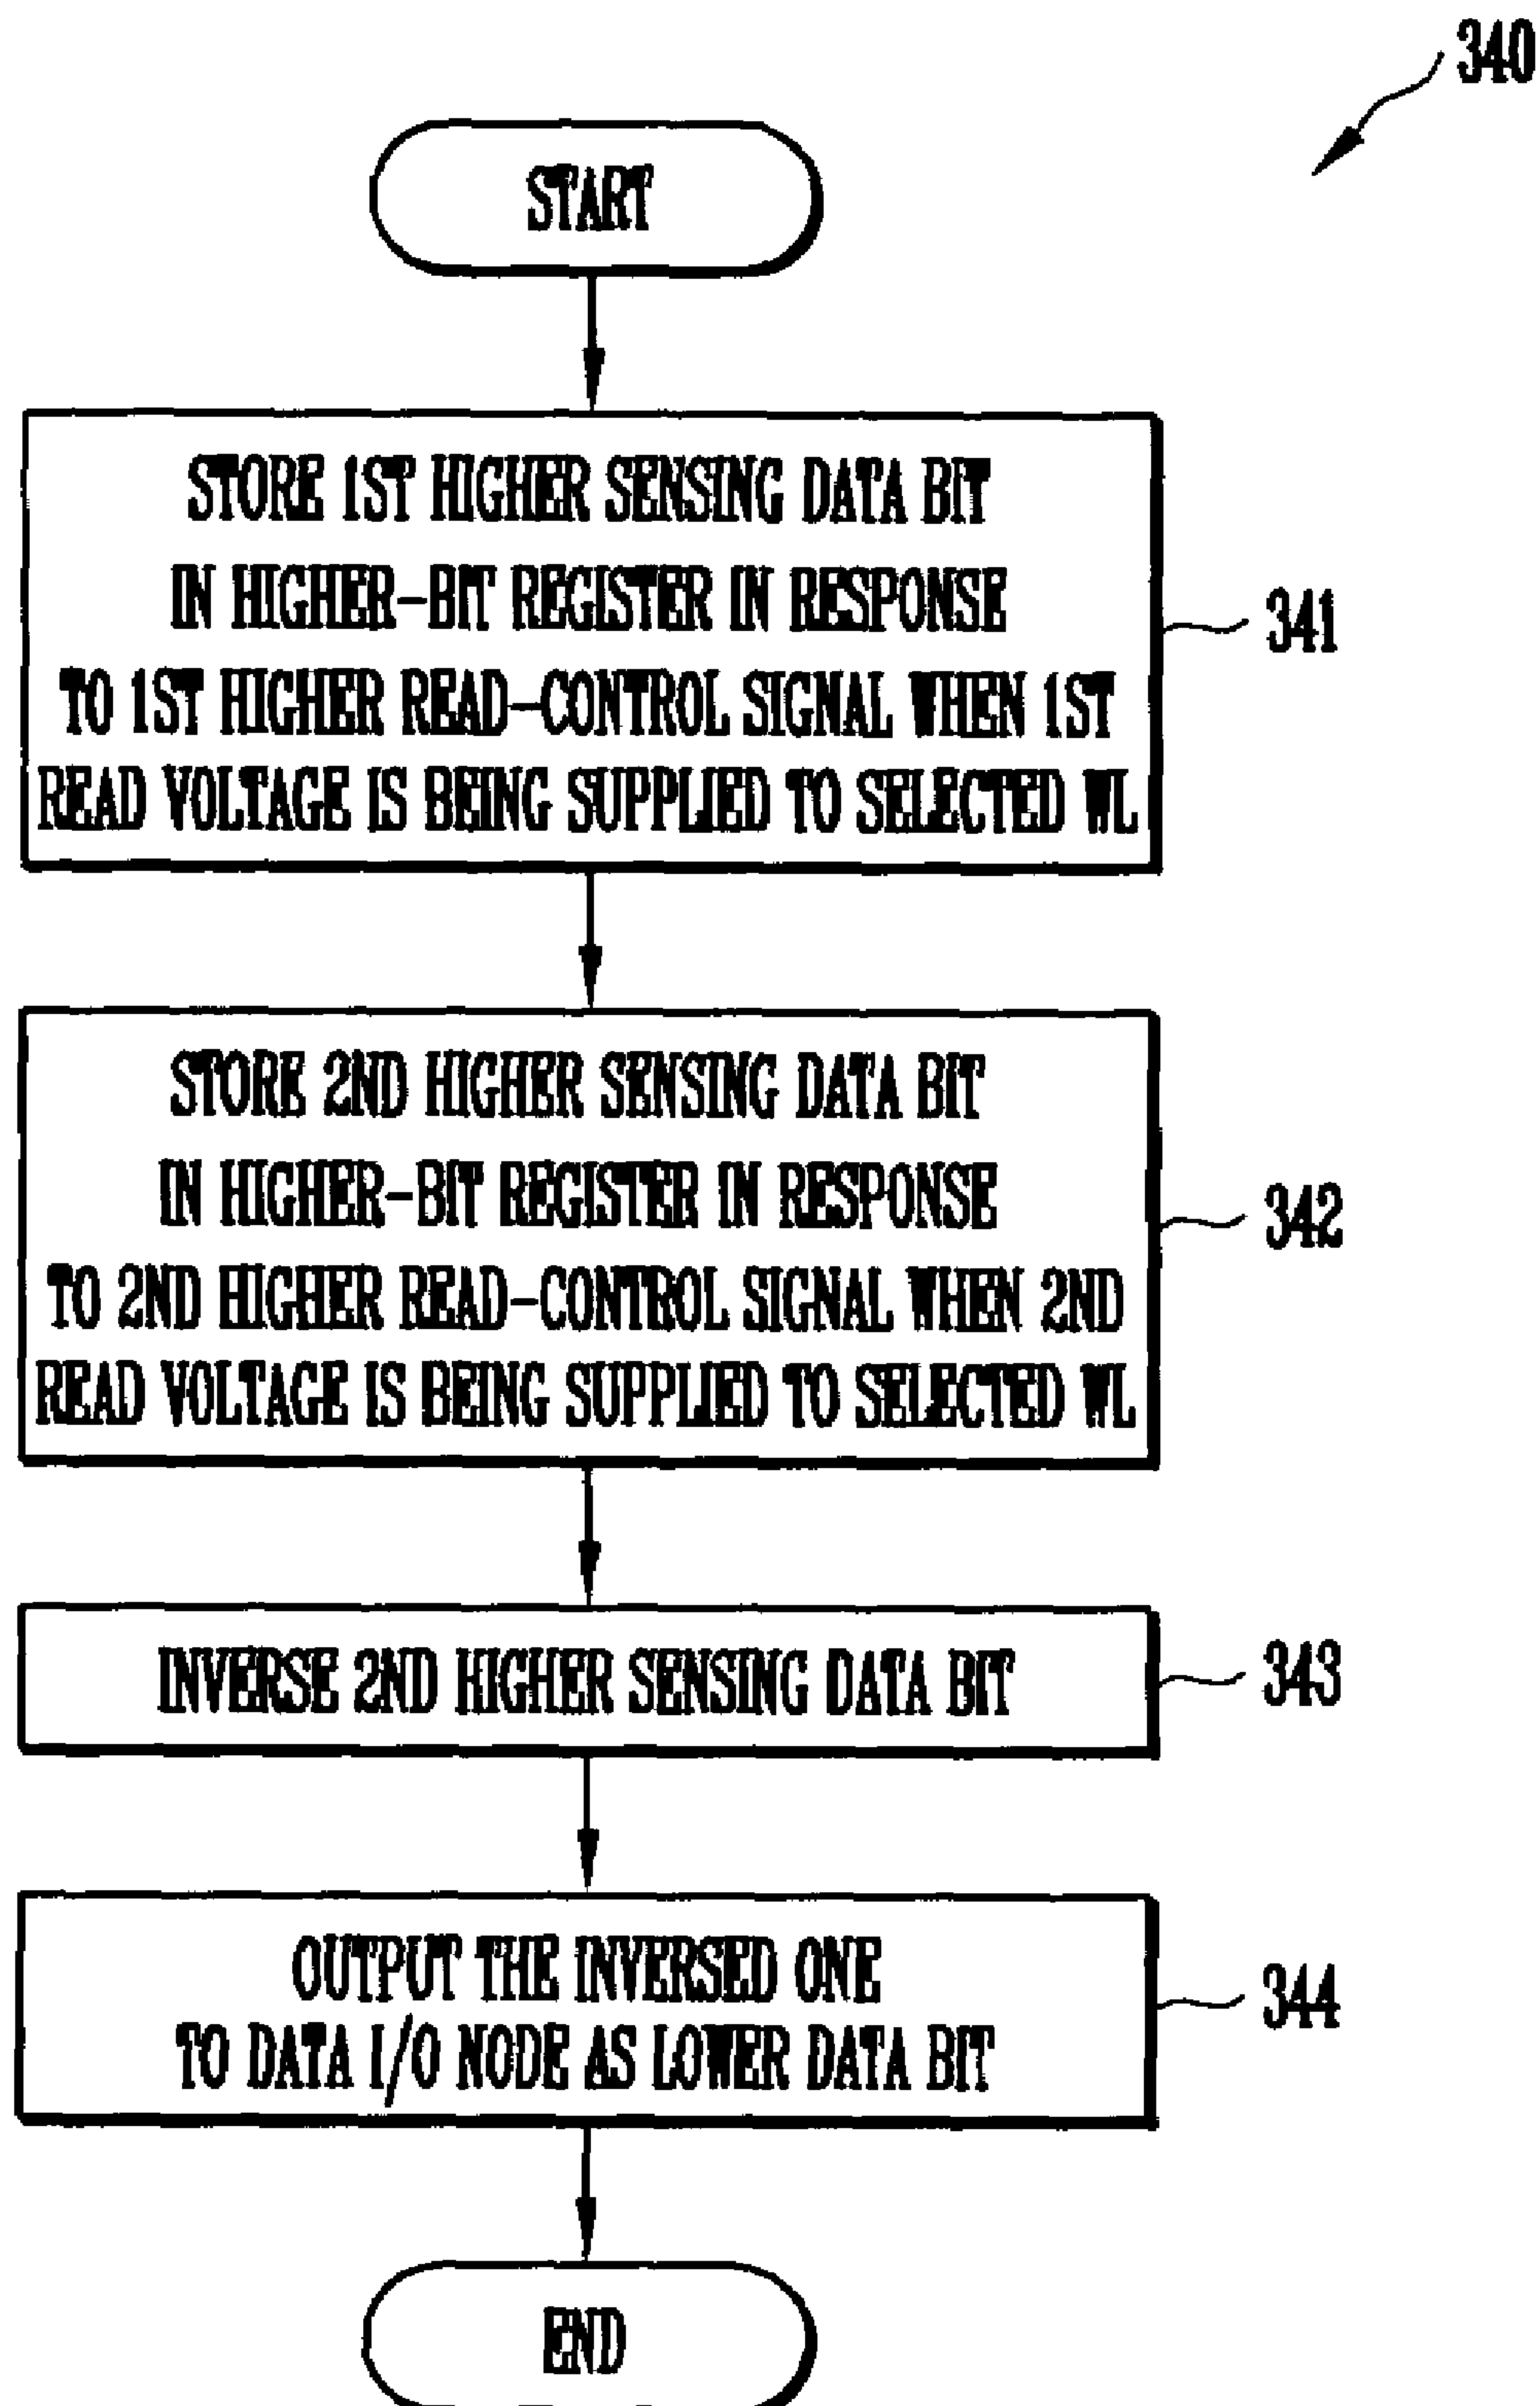 340
START
STORE 1ST HIGHER SENSING DATA BIT
IN HIGHER-BIT REGISTER IN RESPONSE
TO 1ST HIGHER READ-CONTROL SIGNAL WHEN 1ST
READ VOLTAGE IS BEING SUPPLIED TO SELECTED WL
341
STORE 2ND HIGHER SENSING DATA BIT
IN HIGHER-BIT REGISTER IN RESPONSE
TO 2ND HIGHER READ-CONTROL SIGNAL WHEN 2ND
READ VOLTAGE IS BEING SUPPLIED TO SELECTED WL
342
INVERSE 2ND HIGHER SENSING DATA BIT
343
OUTPUT THE INVERSED ONE
TO DATA I/O NODE AS LOWER DATA BIT
344
END